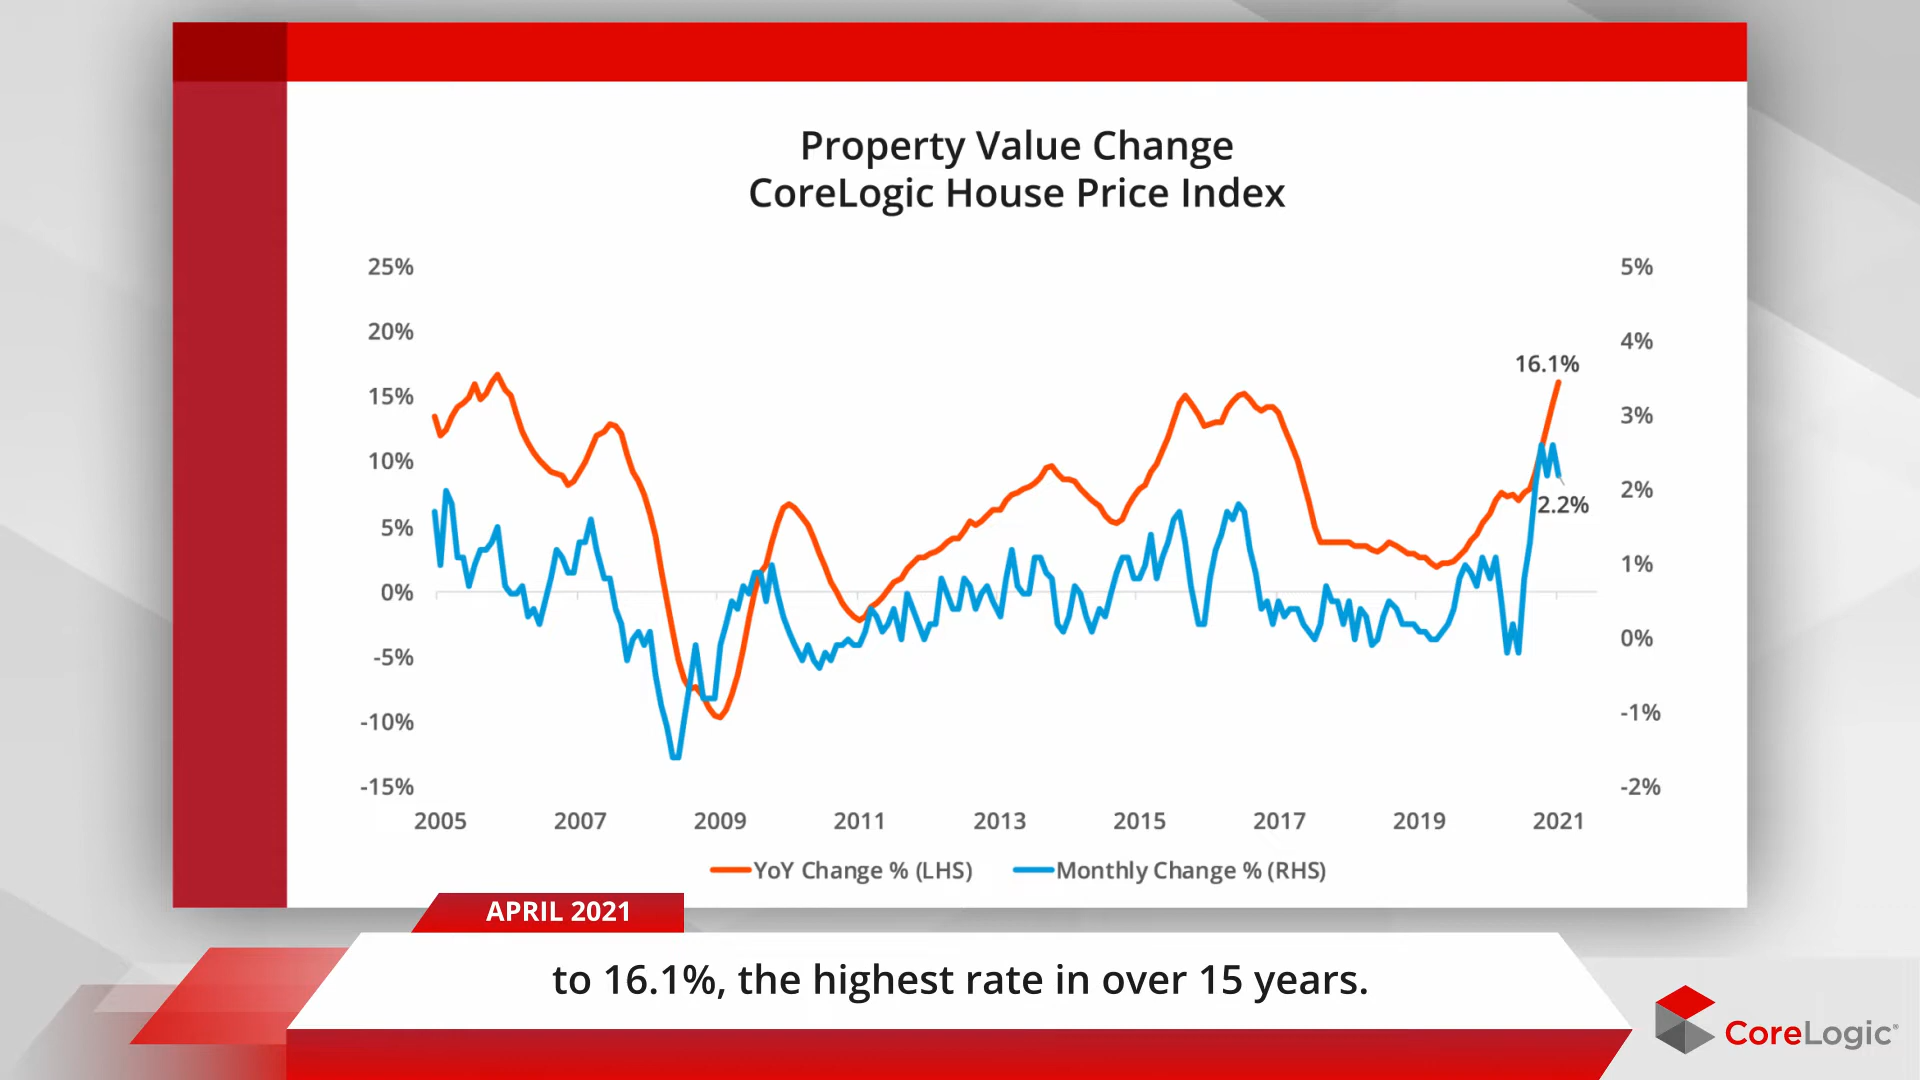 Property Value Change
CoreLogic House Price Index
25%
20%
15%
10%
5%
0%
-5%
-10%
-15%
5%
4%
3%
2%
1%
0%
-1%
-2%
16.1%
2.2%
2005 2007 2009 2011 2013 2015 2017 2019 2021
YoY Change % (LHS) Monthly Change % (RHS)
APRIL 2021
to 16.1%, the highest rate in over 15 years.
CoreLogic®